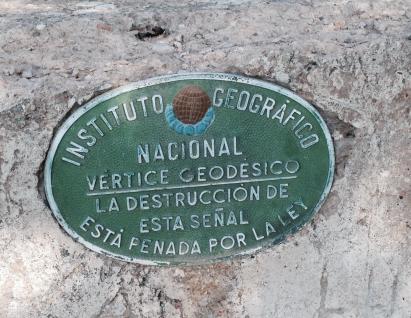 INSTITUTO GEOGRÁFICO
NACIONAL
VÉRTICE GEODÉSICO
LA DESTRUCCIÓN DE
ESTA SEÑAL
ESTÁ PENADA POR LA LEY